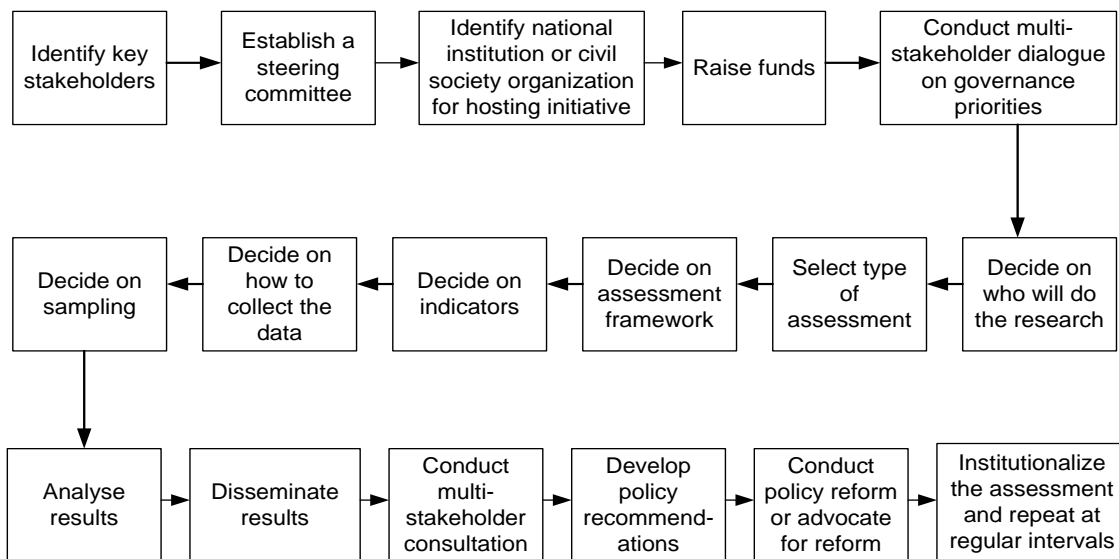 Identify key
stakeholders
Establish a
steering
committee
Identify national
institution or civil
society organization
for hosting initiative
Raise funds
Conduct multi-
stakeholder dialogue
on governance
priorities
Decide on
who will do
the research
Select type
of
assessment
Decide on
assessment
framework
Decide on
indicators
Decide on
how to
collect the
data
Decide on
sampling
Analyse
results
Disseminate
results
Conduct
multi-
stakeholder
consultation
Develop
policy
recommend-
ations
Conduct
policy reform
or advocate
for reform
Institutionalize
the assessment
and repeat at
regular intervals